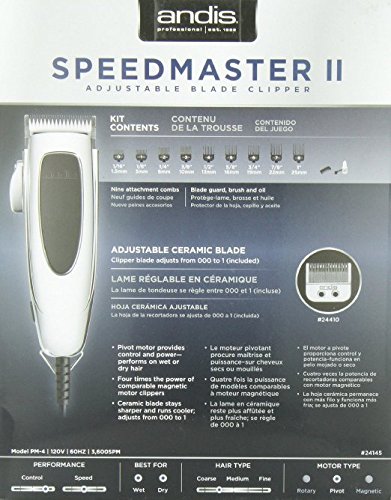 andis
professional | est. 1922
SPEEDMASTER II
ADJUSTABLE BLADE CLIPPER
KIT
CONTENTS
CONTENU
DE LA TROUSSE
CONTENIDO
DEL JUEGO
1/16" 1/8" 1/4" 3/8" 1/2" 5/8" 3/4" 7/8" 1"
1.5mm 3mm 6mm 10mm 13mm 16mm 19mm 22mm 25mm
Nine attachment combs
Neuf guides de coupe
Nueve peines accesorios
Blade guard, brush and oil
Protège-lame, brosse et huile
Protector de la hoja, cepillo y aceite
ADJUSTABLE CERAMIC BLADE
Clipper blade adjusts from 000 to 1 (included)
LAME RÉGLABLE EN CÉRAMIQUE
La lame de tondeuse se règle entre 000 et 1 (incluse)
HOJA CERÁMICA AJUSTABLE
La hoja de la recortadora se ajusta de 000 a 1 (incluida)
andis
#24410
• Pivot motor provides
control and power—
performs on wet or
dry hair
• Four times the power of
comparable magnetic
motor clippers
• Ceramic blade stays
sharper and runs cooler;
adjusts from 000 to 1
• Le moteur pivotant
procure maîtrise et
puissance–sur cheveux
secs ou mouillés
• Quatre fois la puissance
de modèles comparables
à moteur magnétique
• La lame en céramique
reste plus affûtée et
plus fraîche; se règle
de 000 à 1
• El motor a pivote
proporciona control y
potencia–funciona en
pelo mojado o seco
• Cuatro veces la potencia de
recortadoras comparables
con motor magnético
• La hoja cerámica permanece
con más filo y funciona más
fría; se ajusta de 000 a 1
Model PM-4 | 120V | 60HZ | 3,600SPM
#24145
PERFORMANCE
Control Speed
BEST FOR
Wet Dry
HAIR TYPE
Coarse Medium Fine
MOTOR TYPE
Rotary Pivot Magnetic